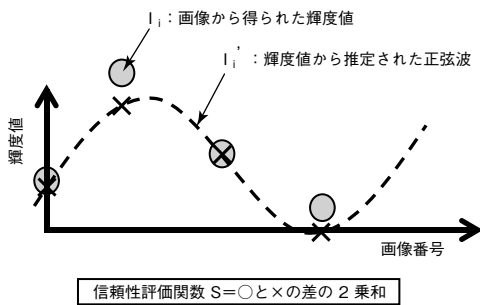 I i：画像から得られた輝度値
I i'：輝度値から推定された正弦波
輝度値
画像番号
信頼性評価関数 S＝○と×の差の 2 乗和